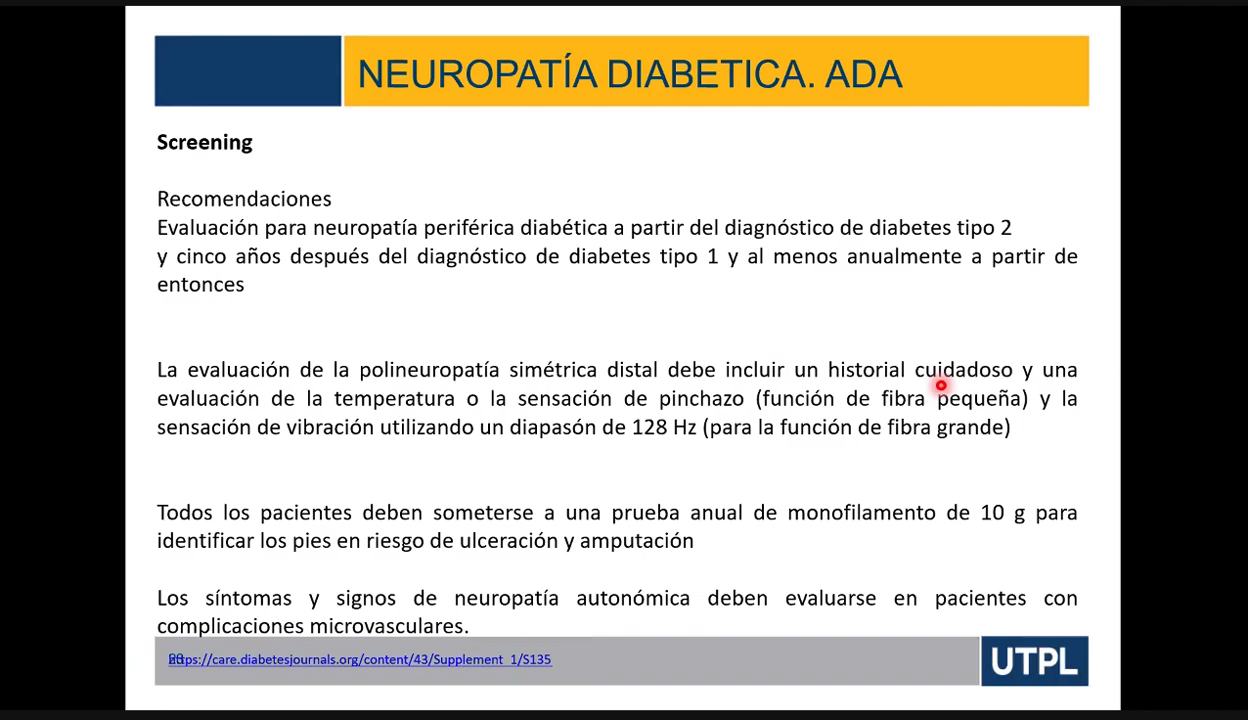 NEUROPATÍA DIABETICA. ADA
Screening
Recomendaciones
Evaluación para neuropatía periférica diabética a partir del diagnóstico de diabetes tipo 2
y cinco años después del diagnóstico de diabetes tipo 1 y al menos anualmente a partir de
entonces
La evaluación de la polineuropatía simétrica distal debe incluir un historial cuidadoso y una
evaluación de la temperatura o la sensación de pinchazo (función de fibra pequeña) y la
sensación de vibración utilizando un diapasón de 128 Hz (para la función de fibra grande)
Todos los pacientes deben someterse a una prueba anual de monofilamento de 10 g para
identificar los pies en riesgo de ulceración y amputación
Los síntomas y signos de neuropatía autonómica deben evaluarse en pacientes con
complicaciones microvasculares.
https://care.diabetesjournals.org/content/43/Supplement_1/S135
UTPL